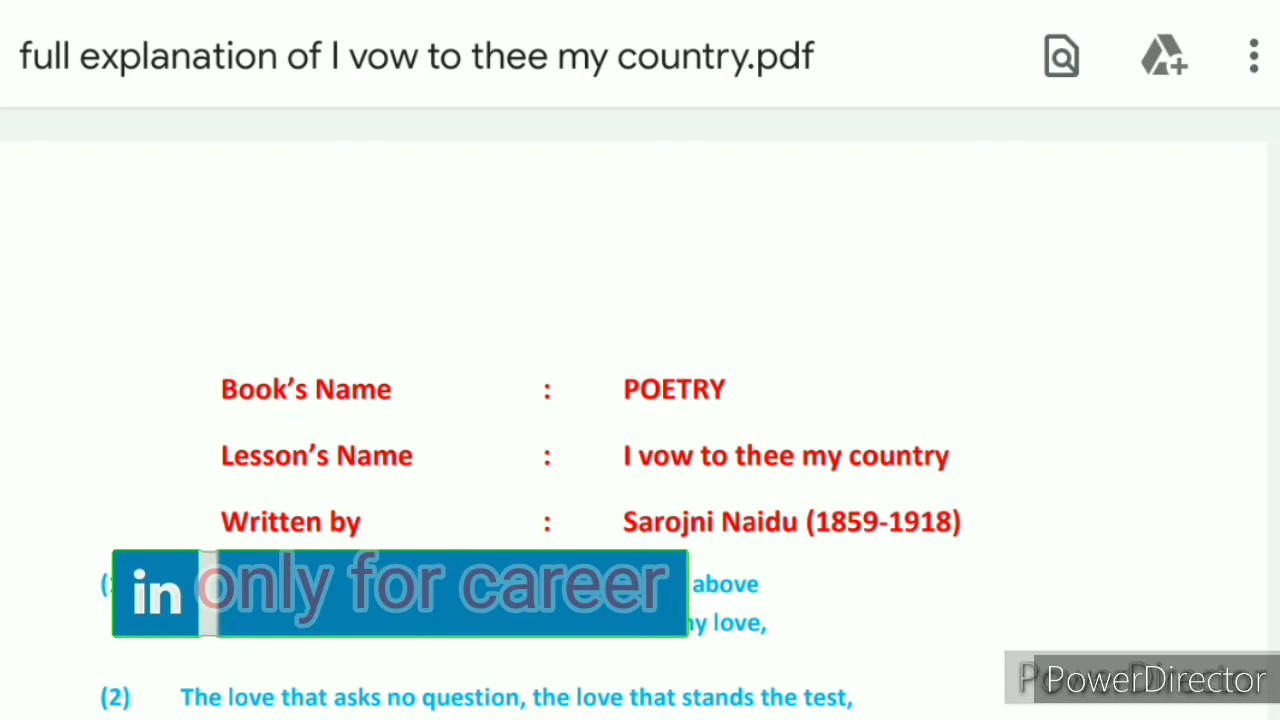 full explanation of I vow to thee my country.pdf
Book's Name : POETRY
Lesson's Name : I vow to thee my country
Written by : Sarojni Naidu (1859-1918)
in only for career
above
my love,
(2) The love that asks no question, the love that stands the test,
PowerDirector